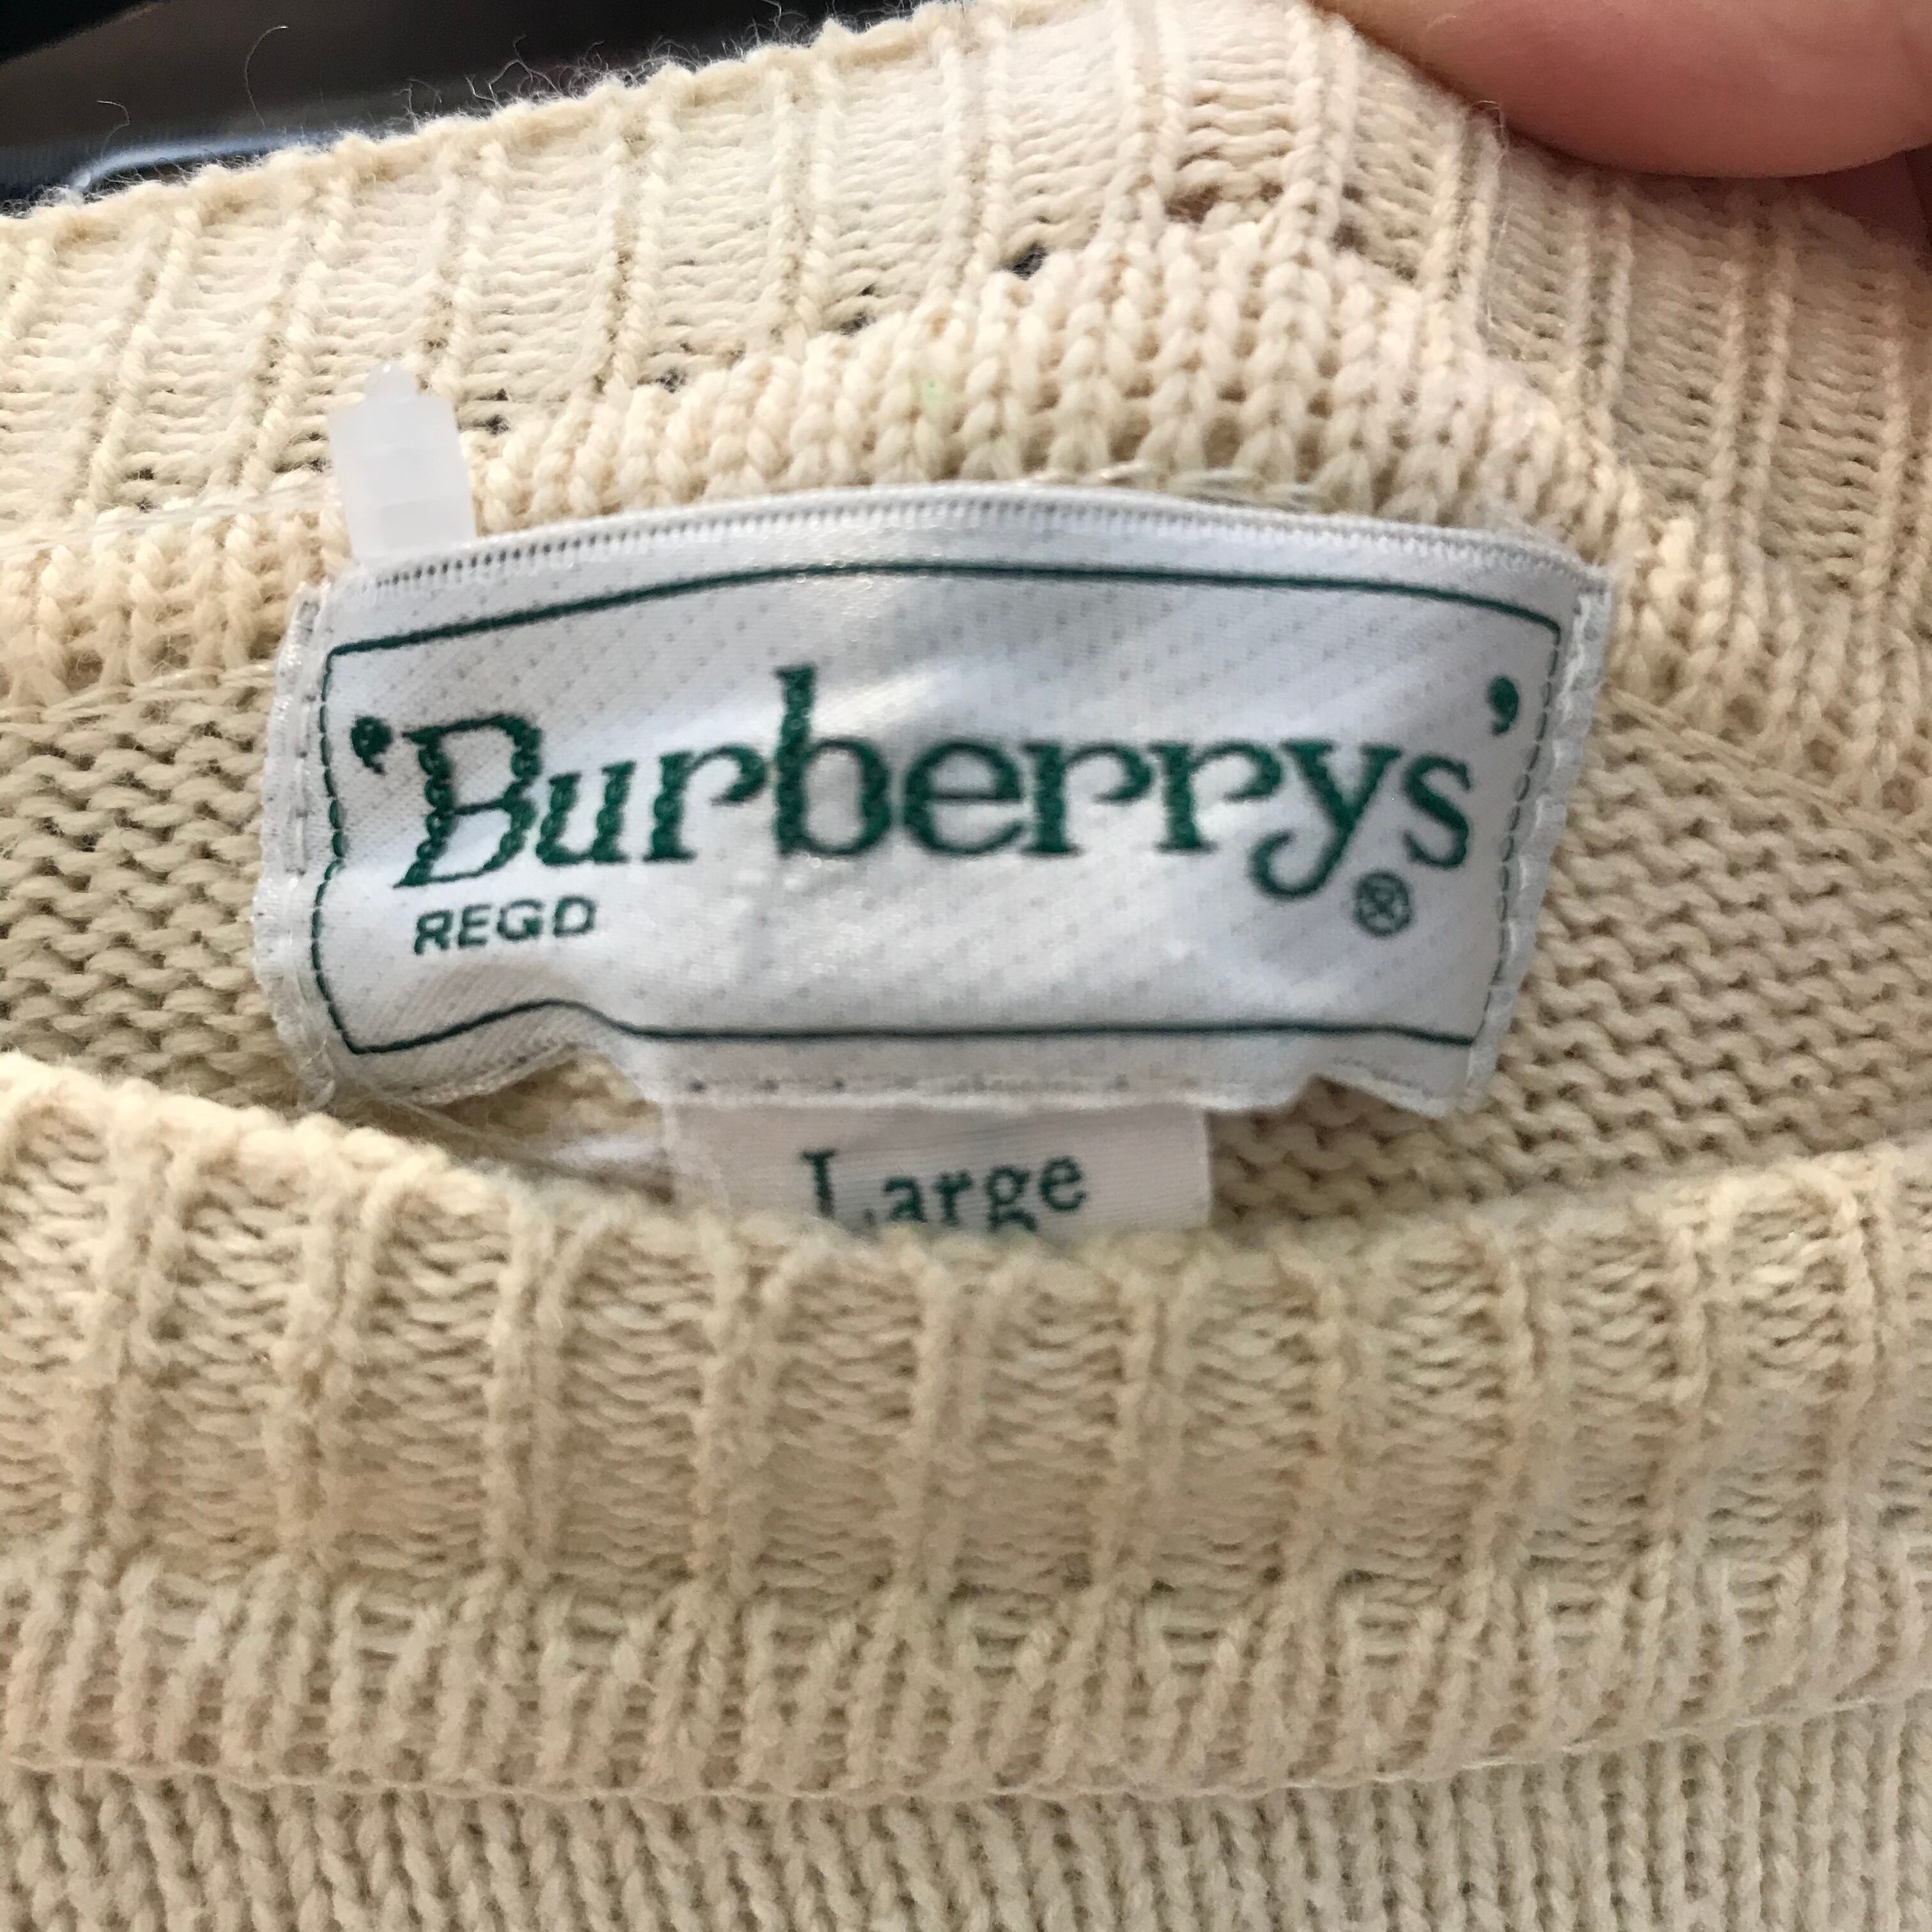 'Burberrys'
REGD ®
Large